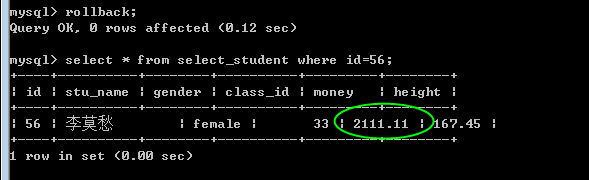 mysql> rollback;
Query OK, 0 rows affected (0.12 sec)
mysql> select * from select_student where id=56;
+----+----------+--------+----------+---------+--------+
| id | stu_name | gender | class_id | money   | height |
+----+----------+--------+----------+---------+--------+
| 56 | 李莫愁      | female |       33 | 2111.11 | 167.45 |
+----+----------+--------+----------+---------+--------+
1 row in set (0.00 sec)